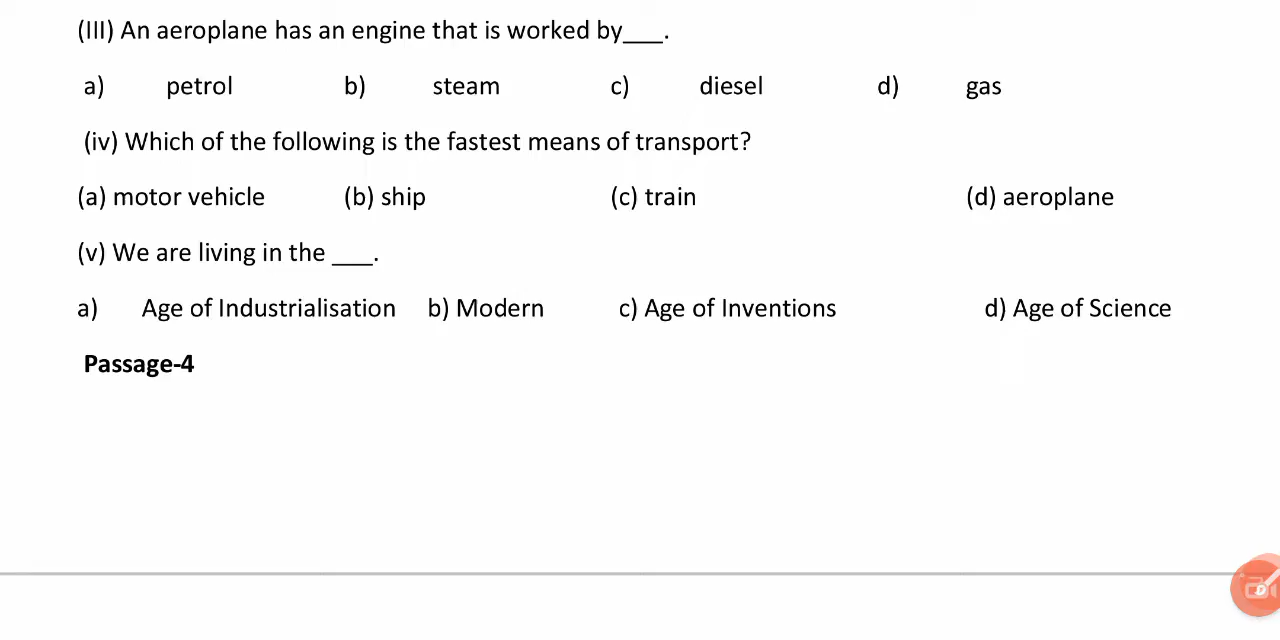 (III) An aeroplane has an engine that is worked by___.
a) petrol b) steam c) diesel d) gas
(iv) Which of the following is the fastest means of transport?
(a) motor vehicle (b) ship (c) train (d) aeroplane
(v) We are living in the ___.
a) Age of Industrialisation b) Modern c) Age of Inventions d) Age of Science
Passage-4